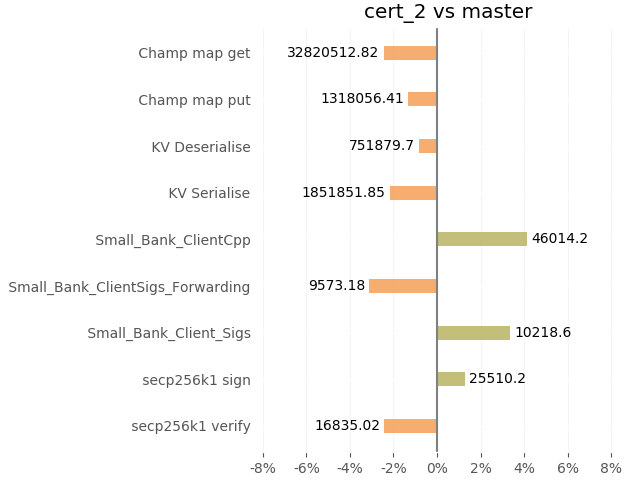 cert_2 vs master
Champ map get 32820512.82
Champ map put 1318056.41
KV Deserialise 751879.7
KV Serialise 1851851.85
Small_Bank_ClientCpp 46014.2
Small_Bank_ClientSigs_Forwarding 9573.18
Small_Bank_Client_Sigs 10218.6
secp256k1 sign 25510.2
secp256k1 verify 16835.02
-8% -6% -4% -2% 0% 2% 4% 6% 8%